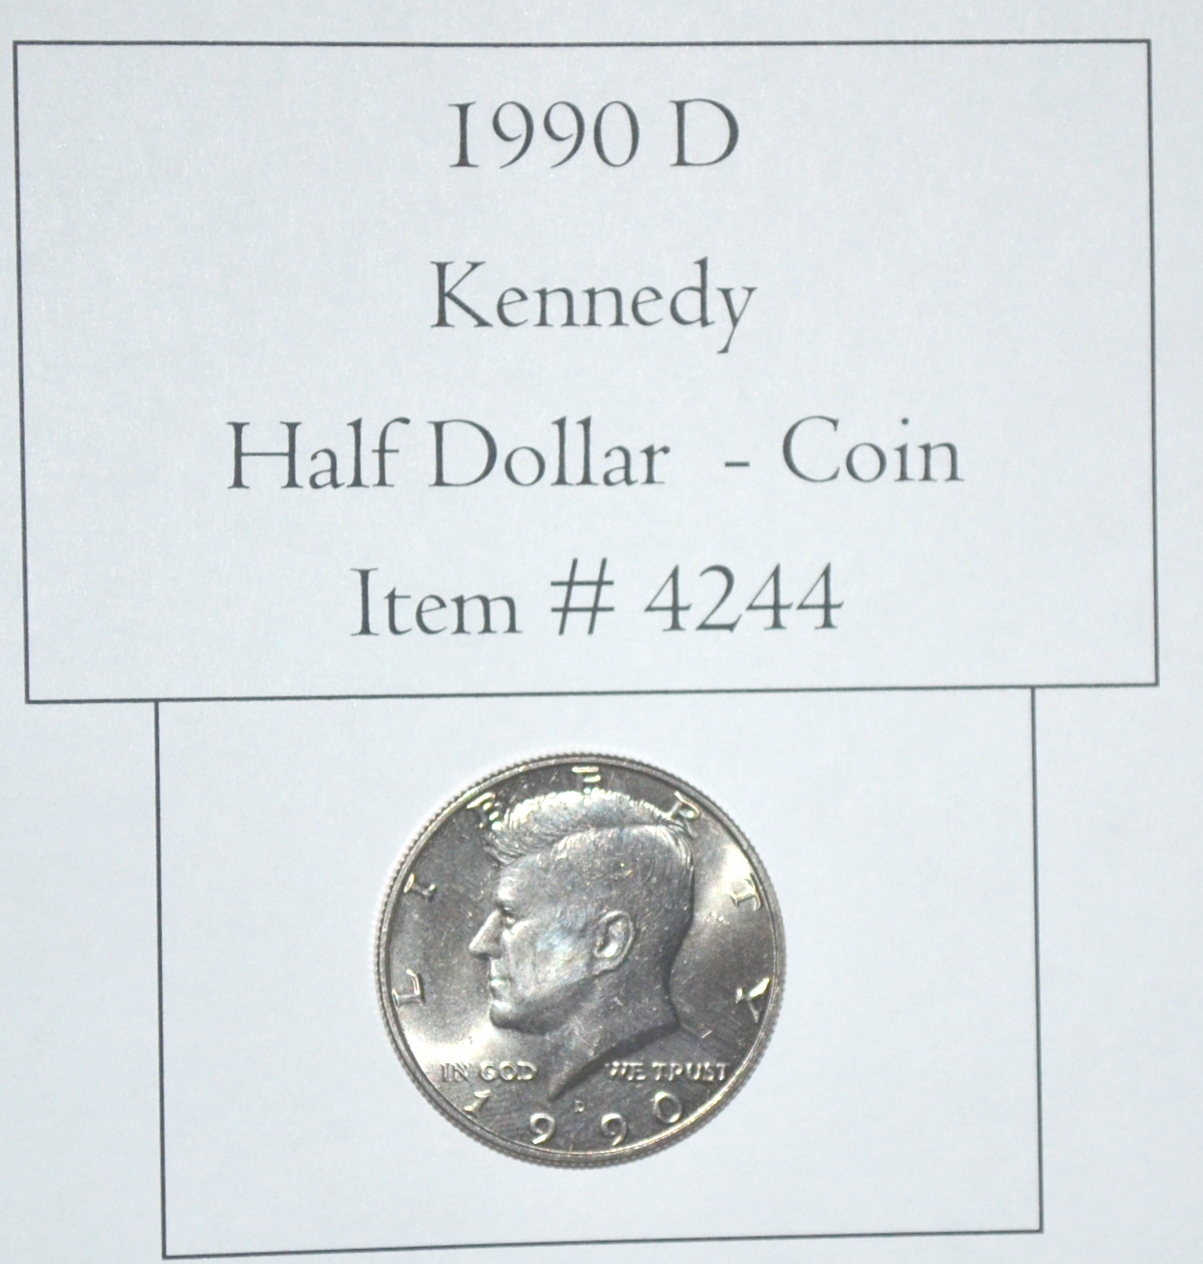 1990 D
Kennedy
Half Dollar - Coin
Item # 4244
LIBERTY
IN GOD WE TRUST
D
1990